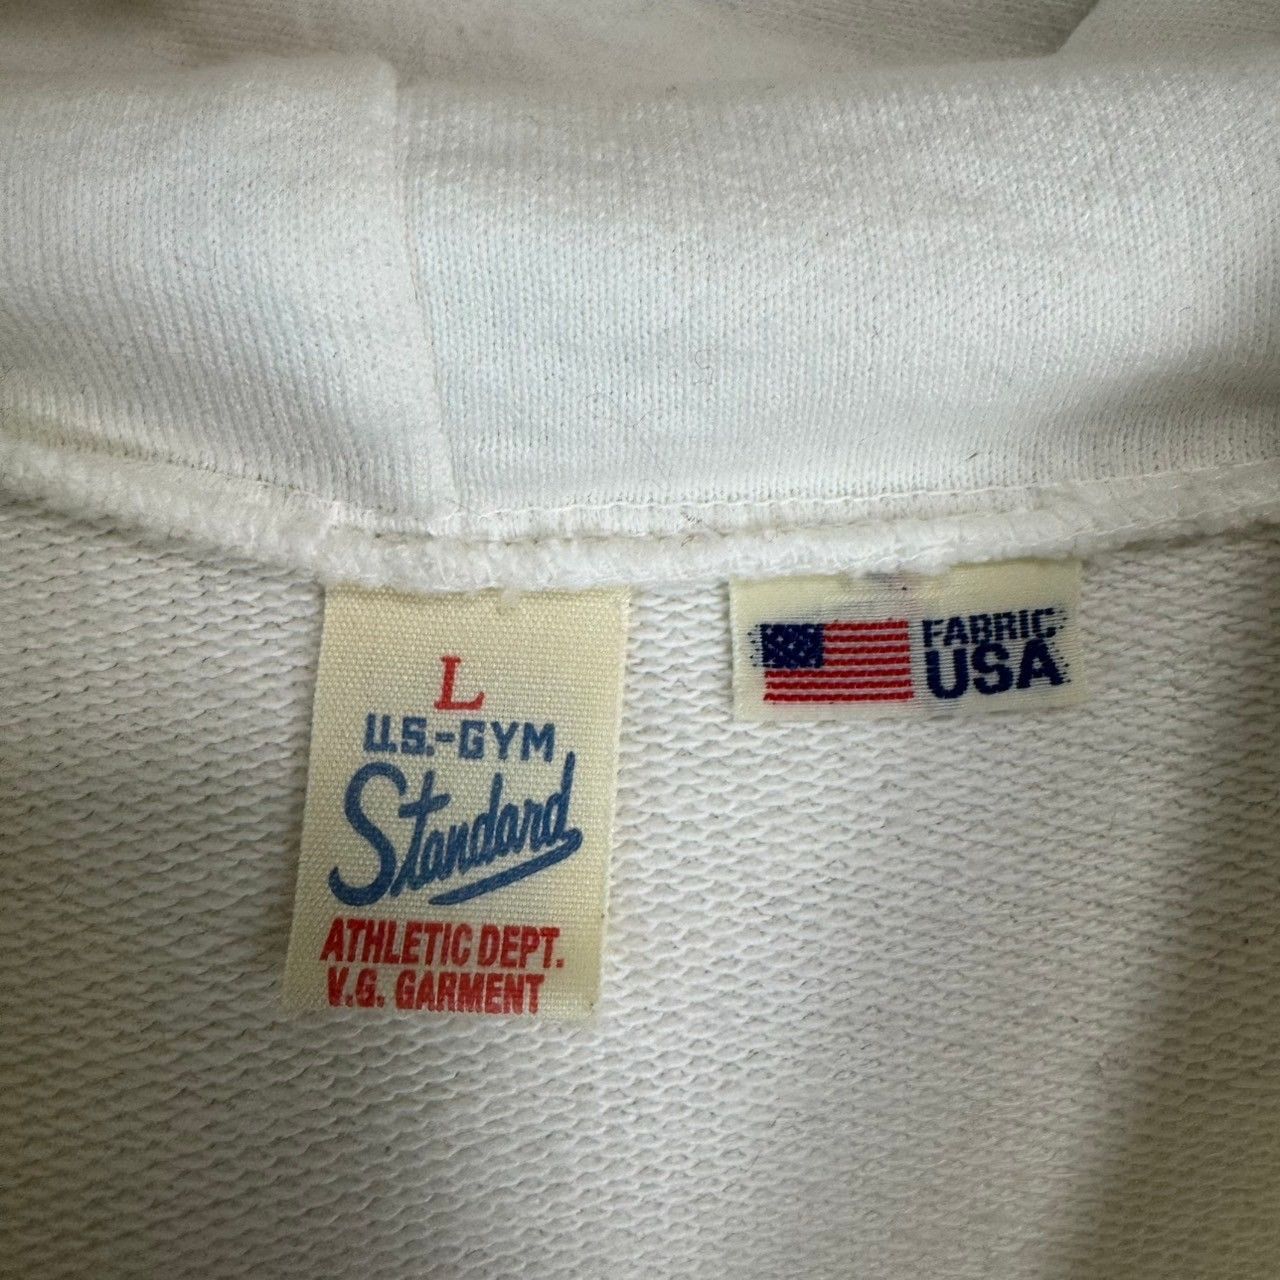 L
U.S.-GYM
Standard
ATHLETIC DEPT.
V.G. GARMENT
FABRIC
USA